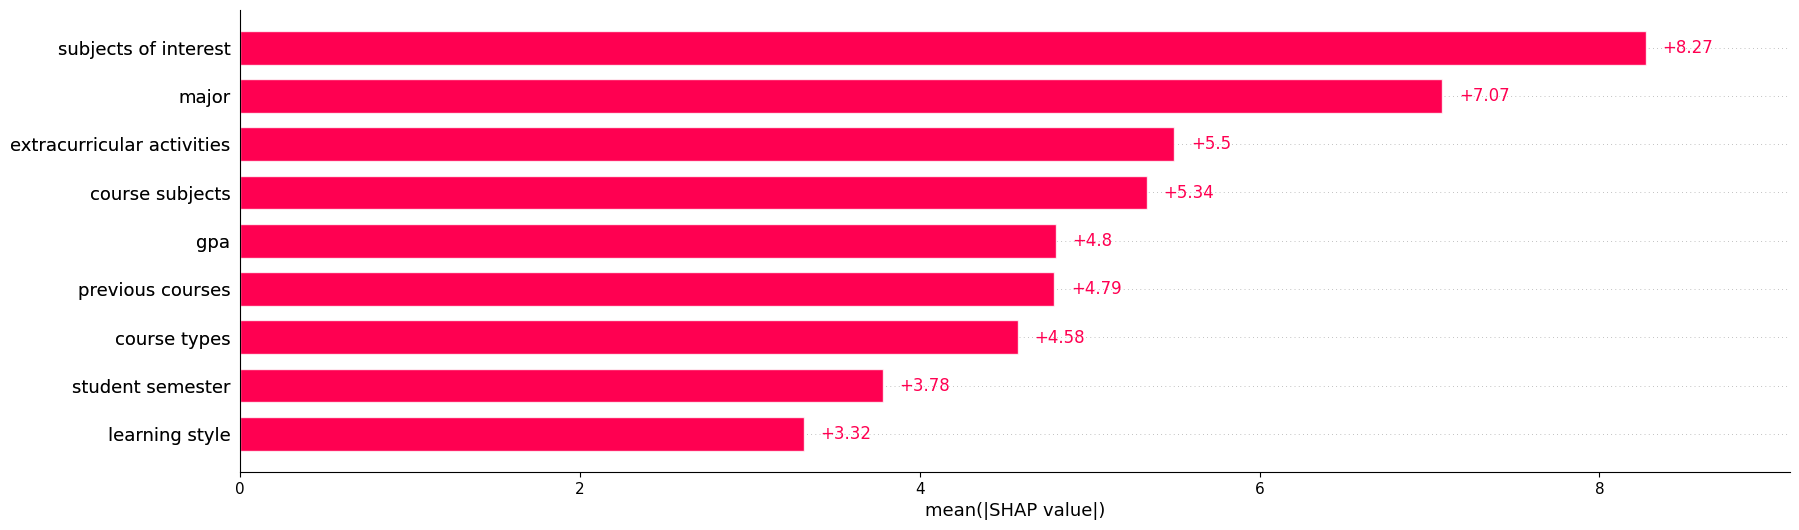 subjects of interest +8.27
major +7.07
extracurricular activities +5.5
course subjects +5.34
gpa +4.8
previous courses +4.79
course types +4.58
student semester +3.78
learning style +3.32
0 2 4 6 8
mean(|SHAP value|)